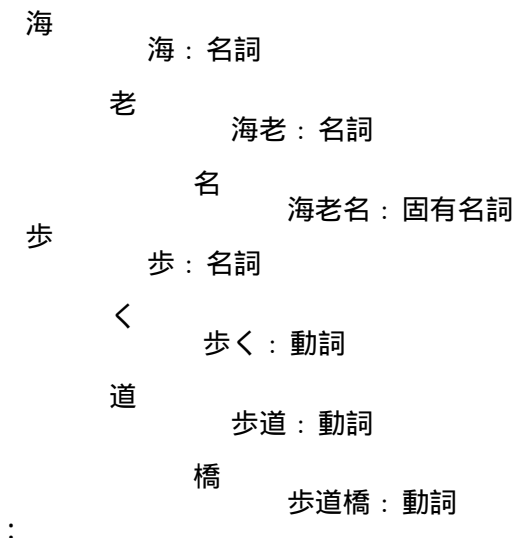 海
海：名詞
老
海老：名詞
名
海老名：固有名詞
歩
歩：名詞
く
歩く：動詞
道
歩道：動詞
橋
歩道橋：動詞
：